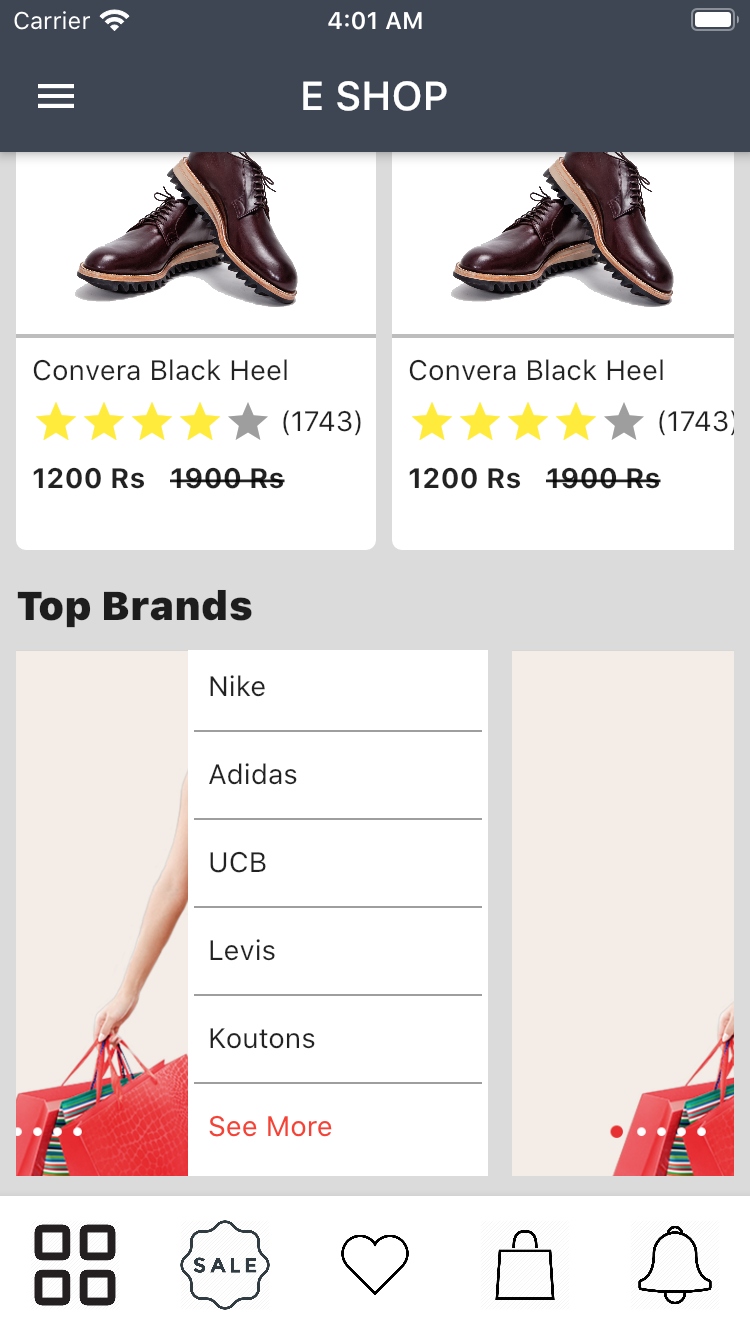 Carrier 4:01 AM
E SHOP
Convera Black Heel Convera Black Heel
(1743) (1743)
1200 Rs 1900 Rs 1200 Rs 1900 Rs
Top Brands
Nike
Adidas
UCB
Levis
Koutons
See More
SALE